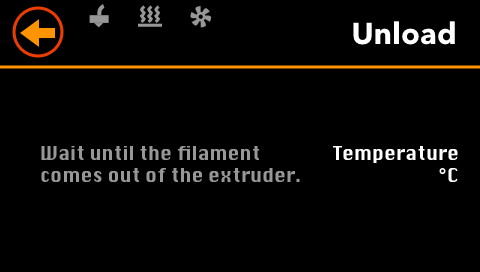 Unload
Wait until the filament
comes out of the extruder.
Temperature
°C